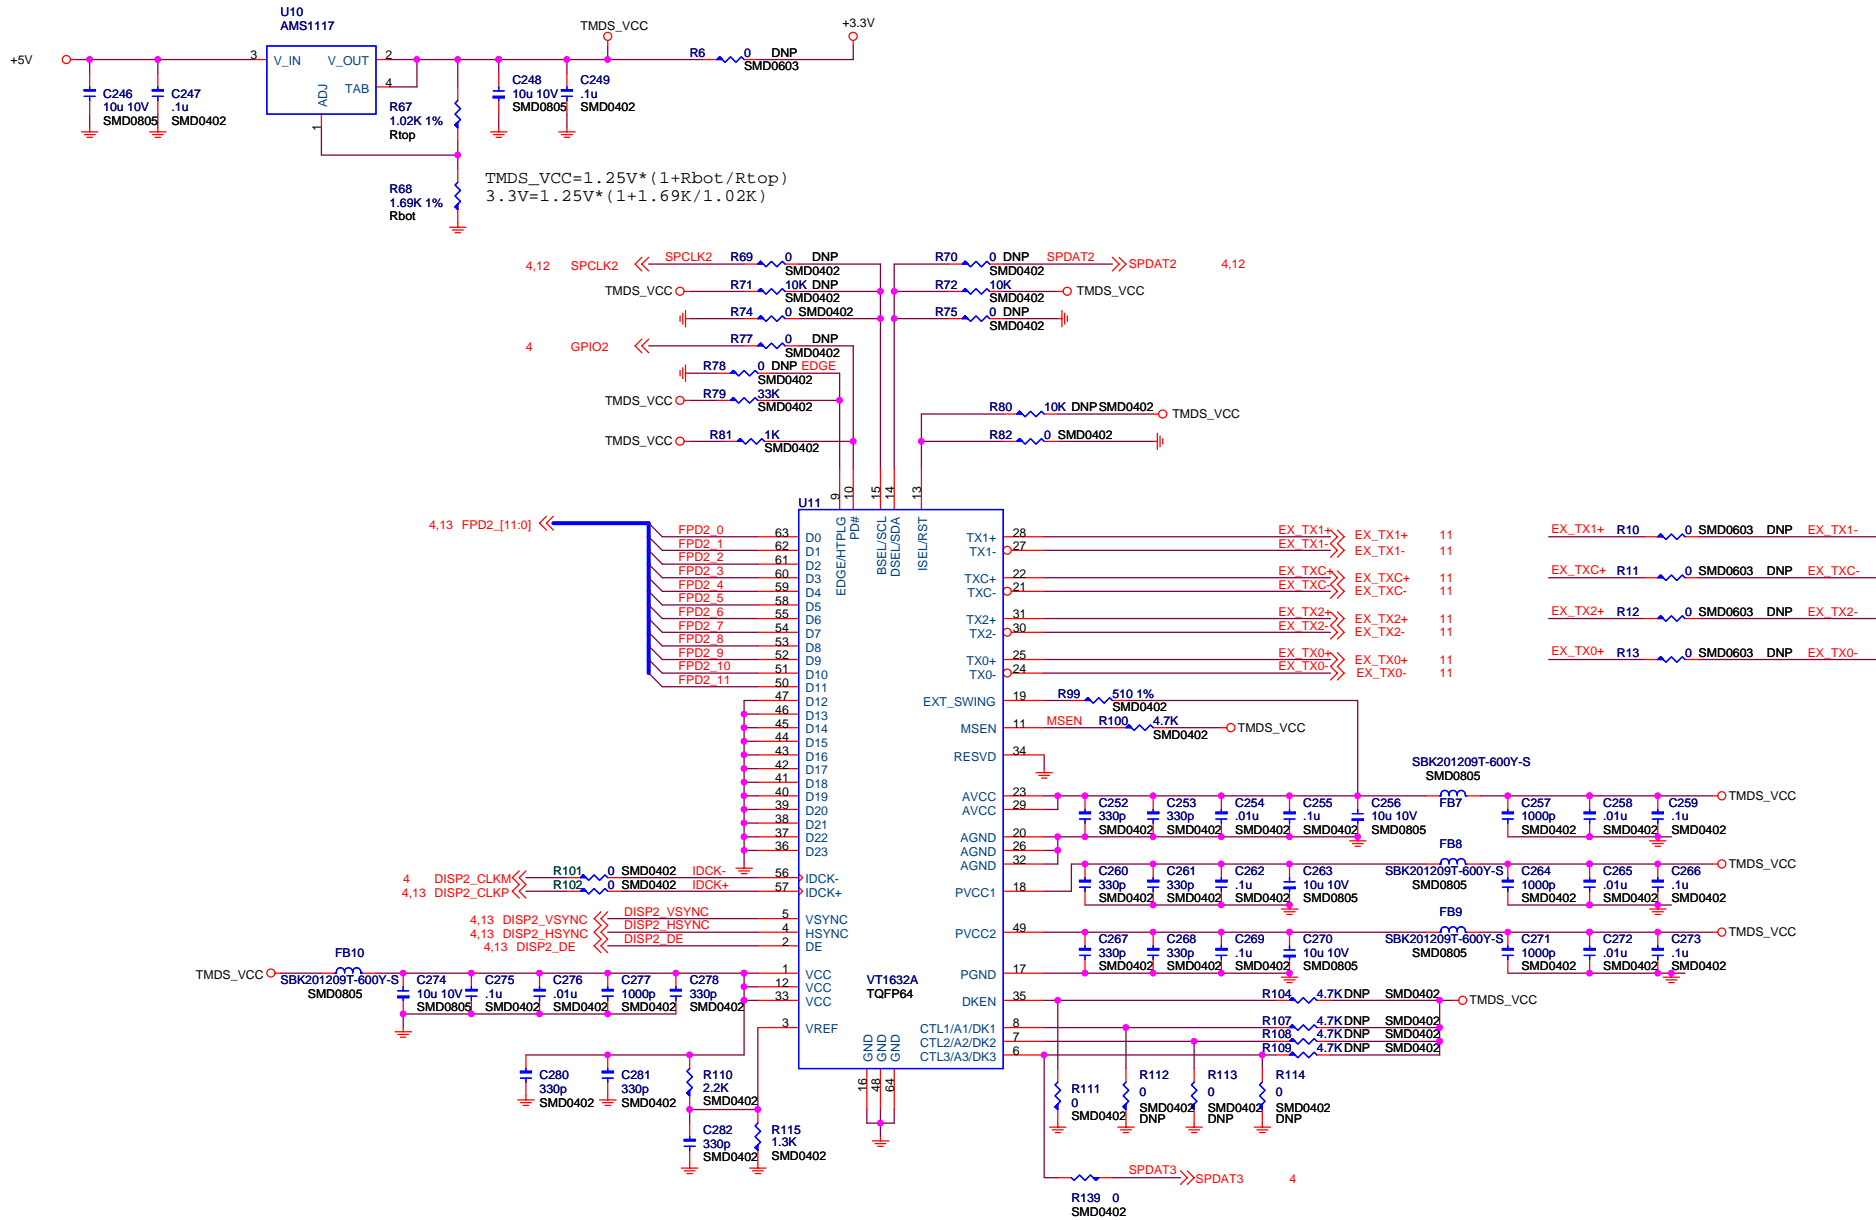 U10
AMS1117
+5V
3
V_IN
V_OUT
2
TAB
4
ADJ
1
C246
10u 10V
SMD0805
C247
.1u
SMD0402
R67
1.02K 1%
Rtop
R68
1.69K 1%
Rbot
C248
10u 10V
SMD0805
C249
.1u
SMD0402
TMDS_VCC
R6
0
DNP
SMD0603
+3.3V
TMDS_VCC=1.25V*(1+Rbot/Rtop)
3.3V=1.25V*(1+1.69K/1.02K)
4,12 SPCLK2
SPCLK2
R69 0 DNP
SMD0402
R70 0 DNP
SMD0402
SPDAT2
SPDAT2 4,12
TMDS_VCC
R71 10K DNP
SMD0402
R72 10K
SMD0402
TMDS_VCC
R74 0 SMD0402
R75 0 DNP
SMD0402
4 GPIO2
R77 0 DNP
SMD0402
R78 0 DNP EDGE
SMD0402
TMDS_VCC
R79 33K
SMD0402
R80 10K DNP SMD0402
TMDS_VCC
TMDS_VCC
R81 1K
SMD0402
R82 0 SMD0402
U11
9
10
15
14
13
EDGE/HTPLG
PD#
BSEL/SCL
DSEL/SDA
ISEL/RST
4,13 FPD2_[11:0]
FPD2_0 63 D0
FPD2_1 62 D1
FPD2_2 61 D2
FPD2_3 60 D3
FPD2_4 59 D4
FPD2_5 58 D5
FPD2_6 55 D6
FPD2_7 54 D7
FPD2_8 53 D8
FPD2_9 52 D9
FPD2_10 51 D10
FPD2_11 50 D11
47 D12
46 D13
45 D14
44 D15
43 D16
42 D17
41 D18
40 D19
39 D20
38 D21
37 D22
36 D23
4 DISP2_CLKM
R101 0 SMD0402 IDCK- 56 IDCK-
4,13 DISP2_CLKP
R102 0 SMD0402 IDCK+ 57 IDCK+
4,13 DISP2_VSYNC DISP2_VSYNC 5 VSYNC
4,13 DISP2_HSYNC DISP2_HSYNC 4 HSYNC
4,13 DISP2_DE DISP2_DE 2 DE
1 VCC
12 VCC
33 VCC
3 VREF
VT1632A
TQFP64
GND
GND
GND
16
48
64
TX1+ 28 EX_TX1+ EX_TX1+ 11
TX1- 27 EX_TX1- EX_TX1- 11
TXC+ 22 EX_TXC+ EX_TXC+ 11
TXC- 21 EX_TXC- EX_TXC- 11
TX2+ 31 EX_TX2+ EX_TX2+ 11
TX2- 30 EX_TX2- EX_TX2- 11
TX0+ 25 EX_TX0+ EX_TX0+ 11
TX0- 24 EX_TX0- EX_TX0- 11
EX_TX1+ R10 0 SMD0603 DNP EX_TX1-
EX_TXC+ R11 0 SMD0603 DNP EX_TXC-
EX_TX2+ R12 0 SMD0603 DNP EX_TX2-
EX_TX0+ R13 0 SMD0603 DNP EX_TX0-
EXT_SWING 19
R99 510 1%
SMD0402
MSEN 11 MSEN
R100 4.7K
SMD0402
TMDS_VCC
RESVD 34
AVCC 23
AVCC 29
AGND 20
AGND 26
AGND 32
PVCC1 18
PVCC2 49
PGND 17
DKEN 35
CTL1/A1/DK1 8
CTL2/A2/DK2 7
CTL3/A3/DK3 6
C252
330p
SMD0402
C253
330p
SMD0402
C254
.01u
SMD0402
C255
.1u
SMD0402
C256
10u 10V
SMD0805
SBK201209T-600Y-S
SMD0805
FB7
C257
1000p
SMD0402
C258
.01u
SMD0402
C259
.1u
SMD0402
TMDS_VCC
C260
330p
SMD0402
C261
330p
SMD0402
C262
.1u
SMD0402
C263
10u 10V
SMD0805
FB8
SBK201209T-600Y-S
SMD0805
C264
1000p
SMD0402
C265
.01u
SMD0402
C266
.1u
SMD0402
TMDS_VCC
C267
330p
SMD0402
C268
330p
SMD0402
C269
.1u
SMD0402
C270
10u 10V
SMD0805
FB9
SBK201209T-600Y-S
SMD0805
C271
1000p
SMD0402
C272
.01u
SMD0402
C273
.1u
SMD0402
TMDS_VCC
TMDS_VCC
FB10
SBK201209T-600Y-S
SMD0805
C274
10u 10V
SMD0805
C275
.1u
SMD0402
C276
.01u
SMD0402
C277
1000p
SMD0402
C278
330p
SMD0402
C280
330p
SMD0402
C281
330p
SMD0402
R110
2.2K
SMD0402
C282
330p
SMD0402
R115
1.3K
SMD0402
R104 4.7K DNP SMD0402
TMDS_VCC
R107 4.7K DNP SMD0402
R108 4.7K DNP SMD0402
R109 4.7K DNP SMD0402
R111
0
SMD0402
R112
0
SMD0402
DNP
R113
0
SMD0402
DNP
R114
0
SMD0402
DNP
SPDAT3
SPDAT3 4
R139 0
SMD0402